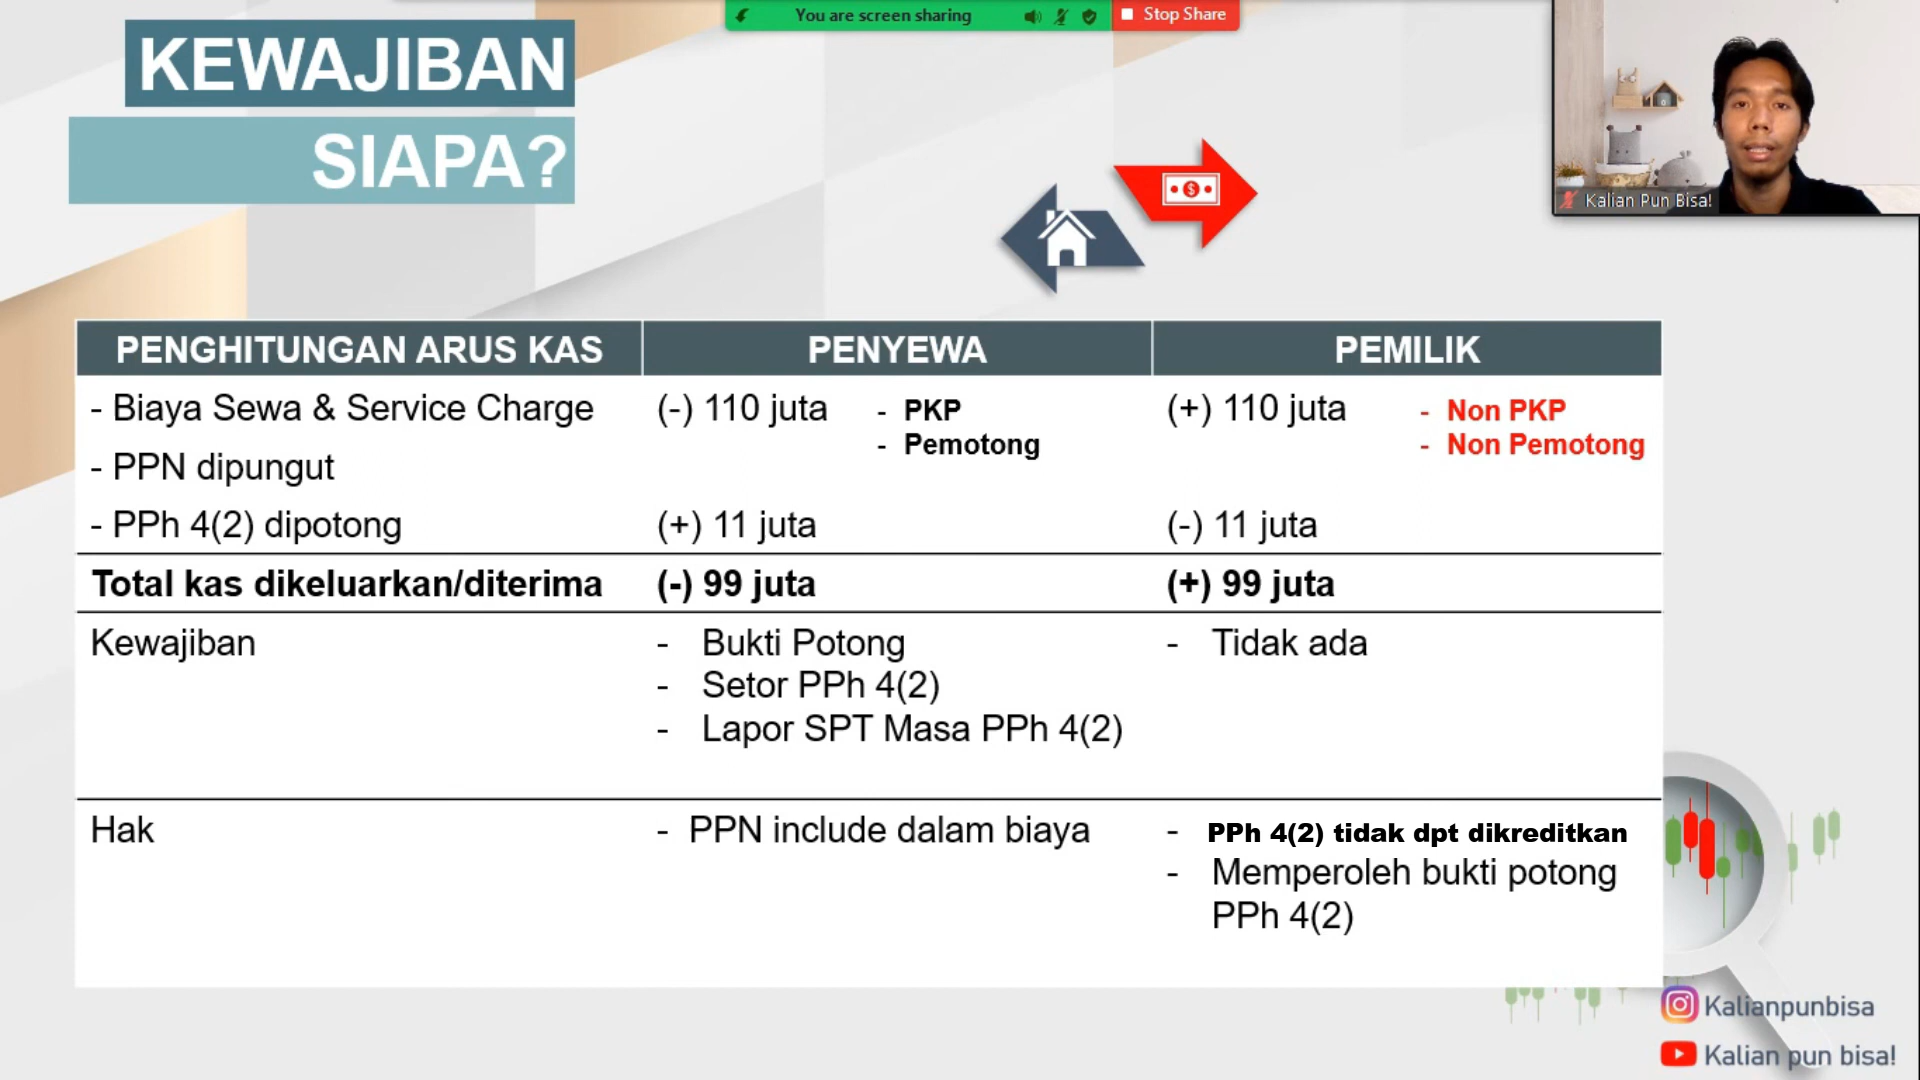 You are screen sharing
Stop Share
KEWAJIBAN
SIAPA?
Kalian Pun Bisa!
PENGHITUNGAN ARUS KAS PENYEWA PEMILIK
- Biaya Sewa & Service Charge (-) 110 juta - PKP (+) 110 juta - Non PKP
- Pemotong - Non Pemotong
- PPN dipungut
- PPh 4(2) dipotong (+) 11 juta (-) 11 juta
Total kas dikeluarkan/diterima (-) 99 juta (+) 99 juta
Kewajiban - Bukti Potong - Tidak ada
- Setor PPh 4(2)
- Lapor SPT Masa PPh 4(2)
Hak - PPN include dalam biaya - PPh 4(2) tidak dpt dikreditkan
- Memperoleh bukti potong
PPh 4(2)
Kalianpunbisa
Kalian pun bisa!